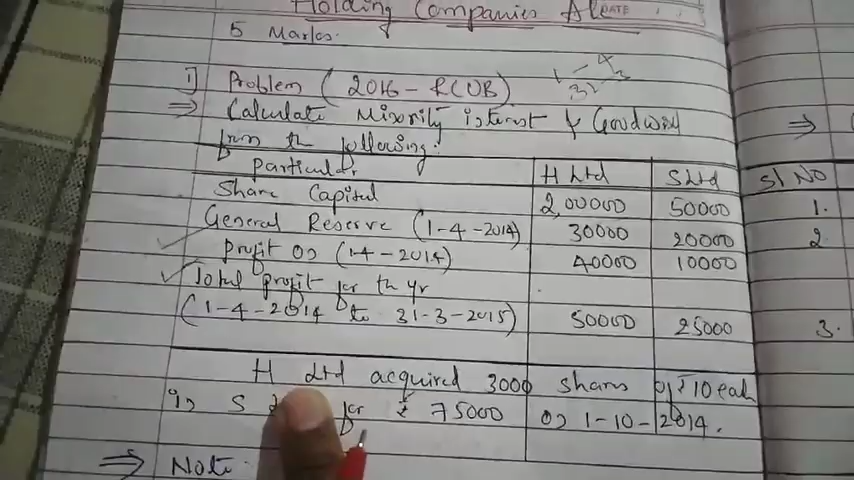 Holding Companies A/c DATE
5 Marks.
1] Problem (2016 - RCUB)
⇒ Calculate Minority interest & Goodwill
from the following:
Particular H Ltd S Ltd Sl No
Share Capital 2,00000 50000 1.
General Reserve (1-4-2014) 30000 20000 2
profit on (1-4-2014) 40000 10000
Total profit for th yr
(1-4-2014 to 31-3-2015) 50000 25000 3.
H Ltd acquired 3000 shares of ₹10 each
in S for ₹ 75000 on 1-10-2014.
⇒ Note